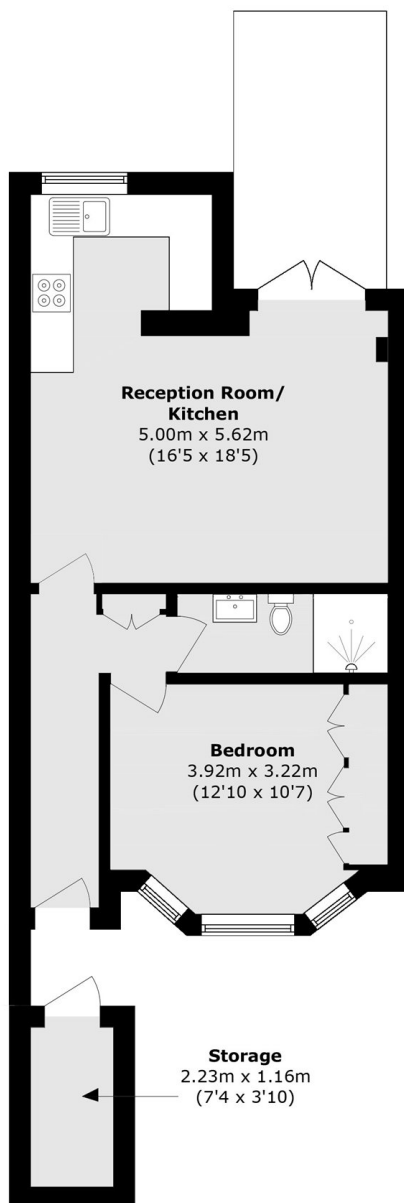 Reception Room/
Kitchen
5.00m x 5.62m
(16'5 x 18'5)
Bedroom
3.92m x 3.22m
(12'10 x 10'7)
Storage
2.23m x 1.16m
(7'4 x 3'10)